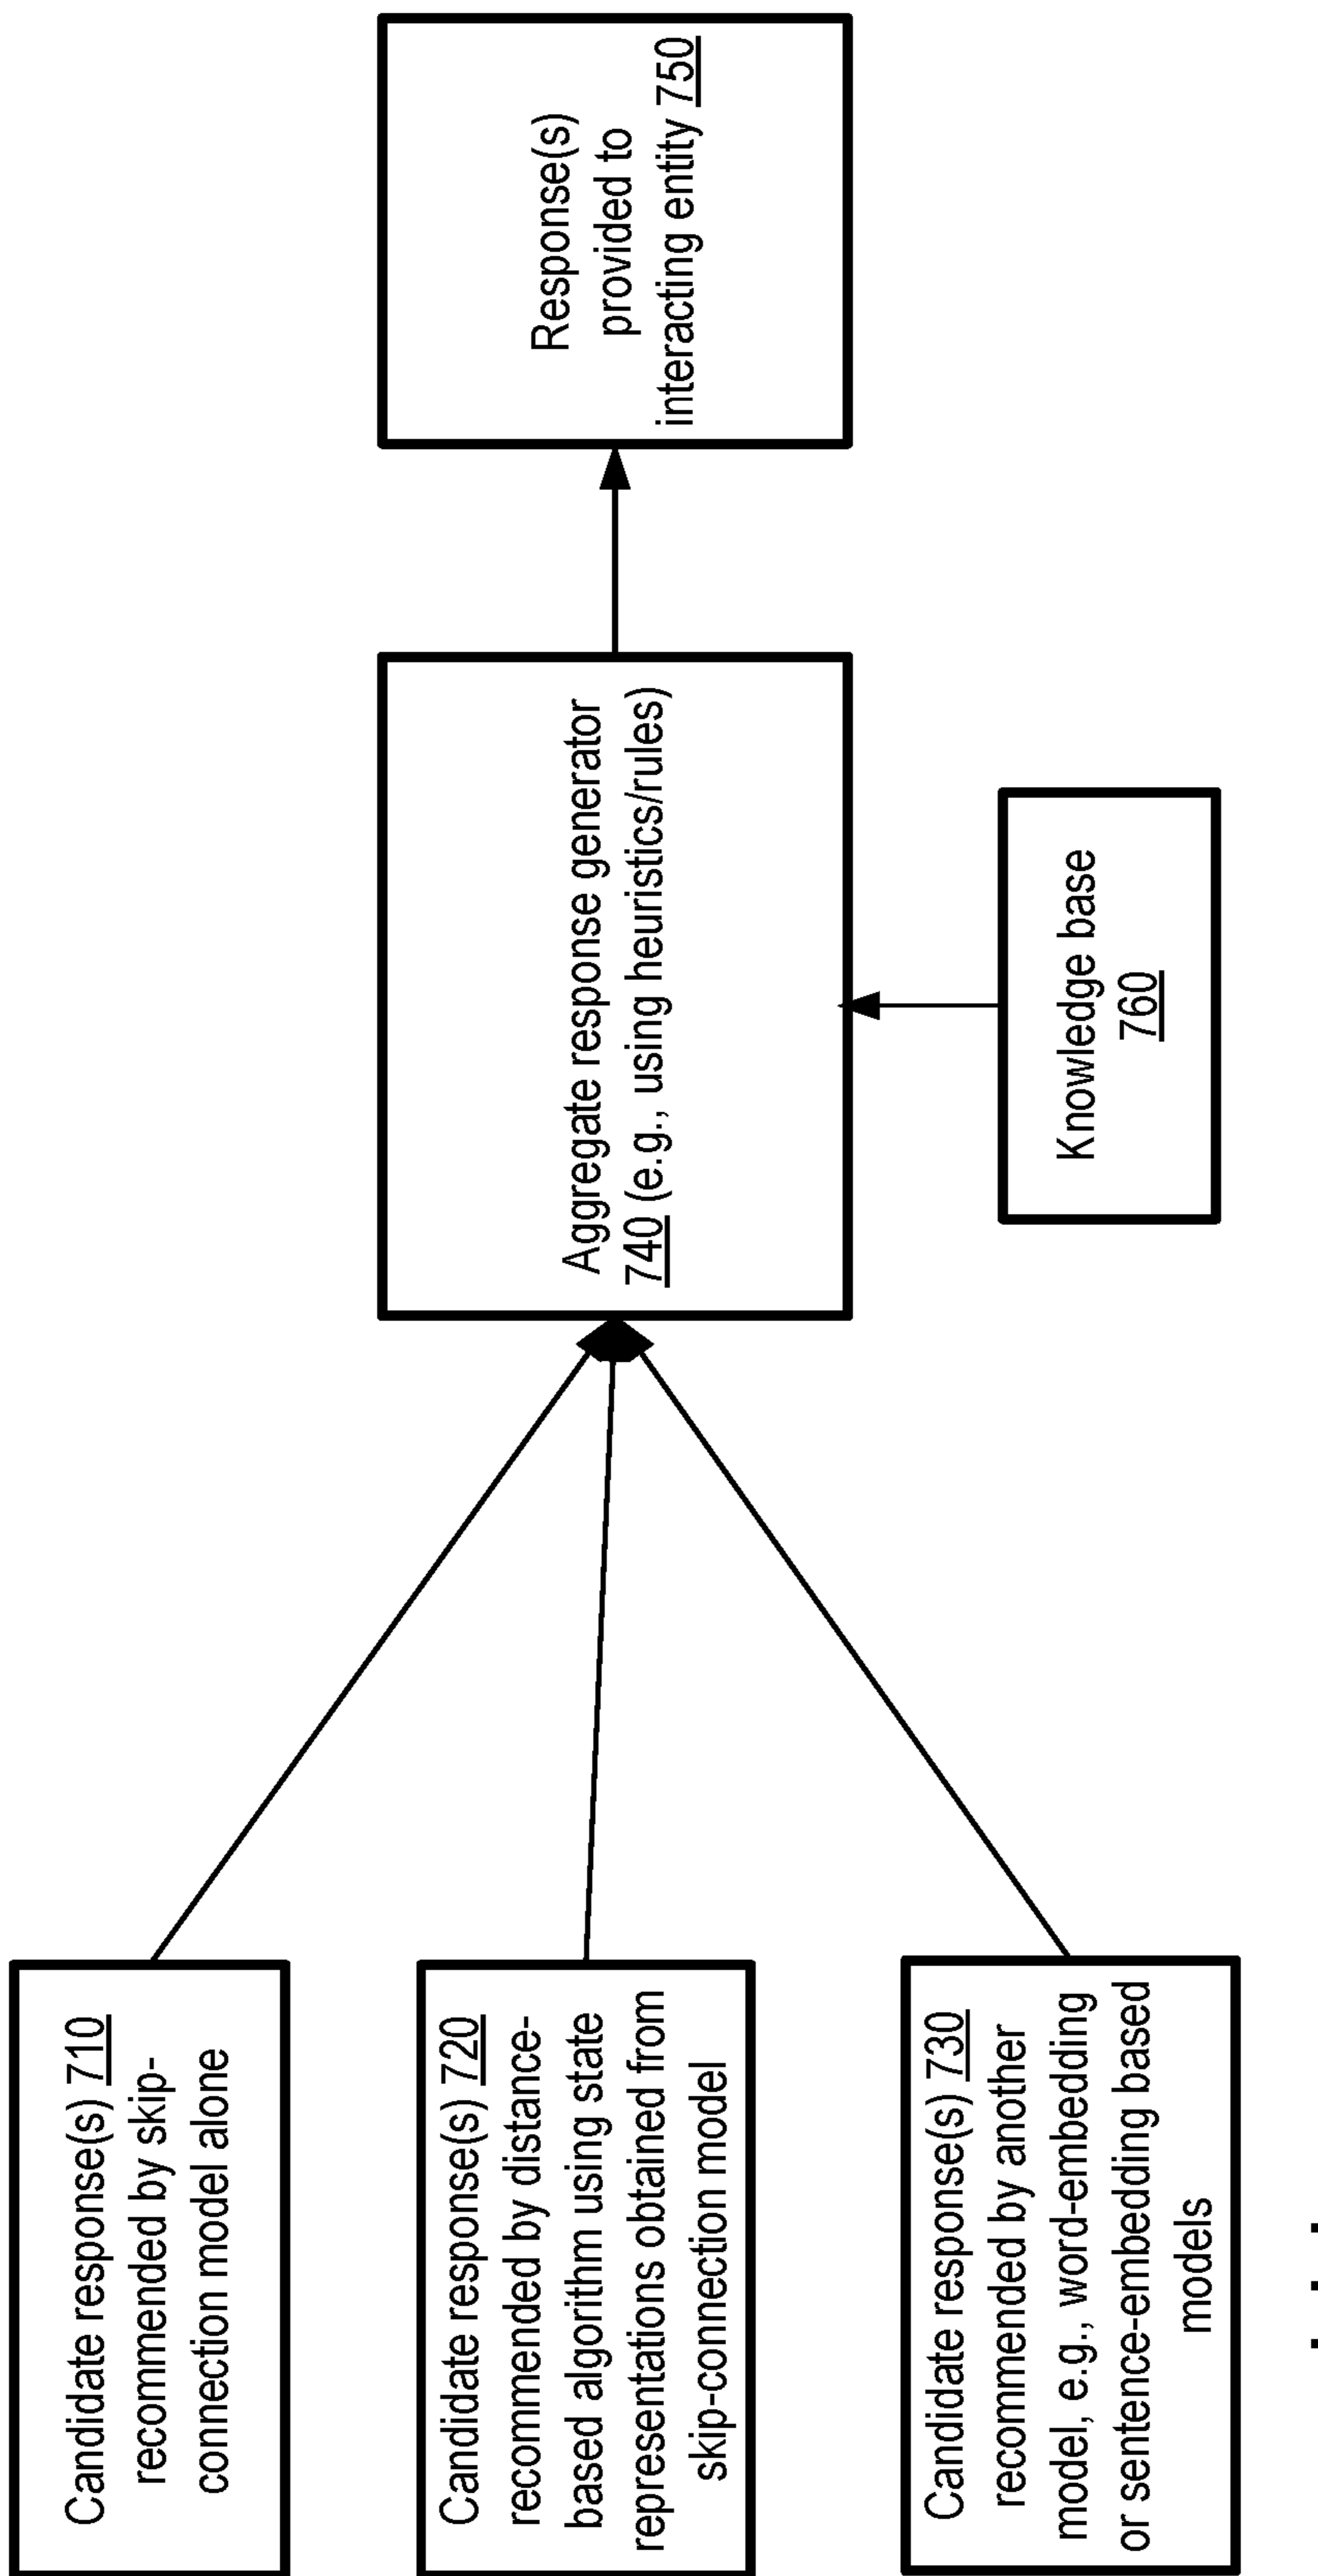 Candidate response(s) 710
recommended by skip-
connection model alone
Candidate response(s) 720
recommended by distance-
based algorithm using state
representations obtained from
skip-connection model
Candidate response(s) 730
recommended by another
model, e.g., word-embedding
or sentence-embedding based
models
Aggregate response generator
740 (e.g., using heuristics/rules)
Knowledge base
760
Response(s)
provided to
interacting entity 750